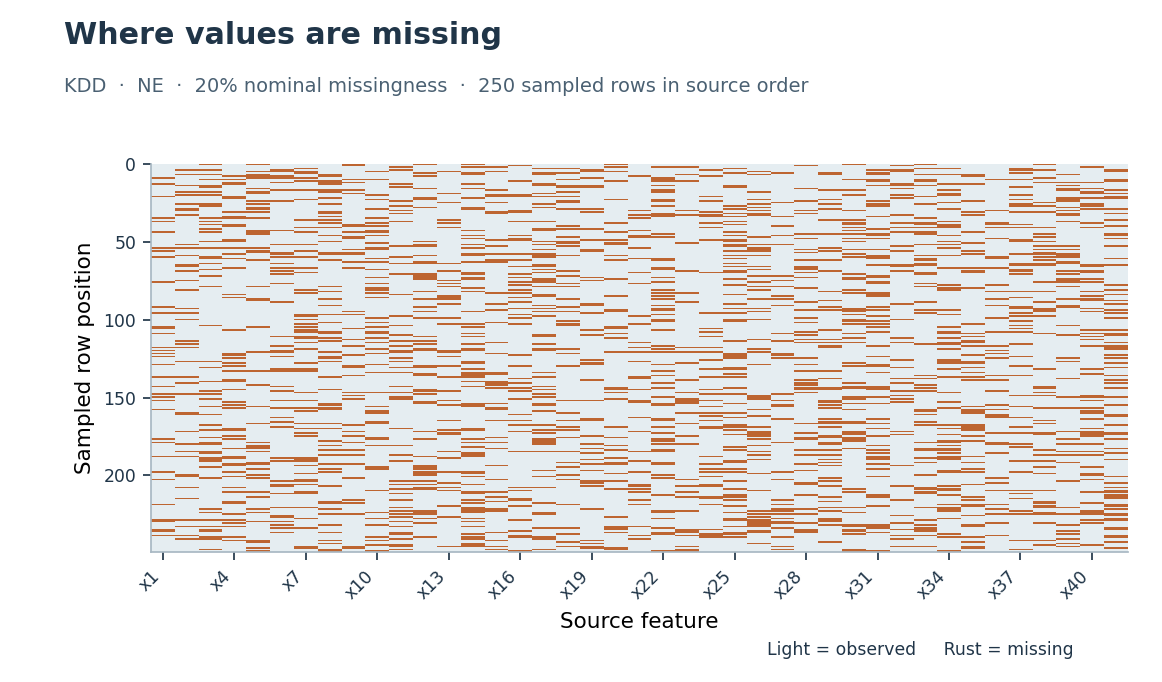 Where values are missing
KDD · NE · 20% nominal missingness · 250 sampled rows in source order
0
50
100
150
200
Sampled row position
x1 x4 x7 x10 x13 x16 x19 x22 x25 x28 x31 x34 x37 x40
Source feature
Light = observed Rust = missing